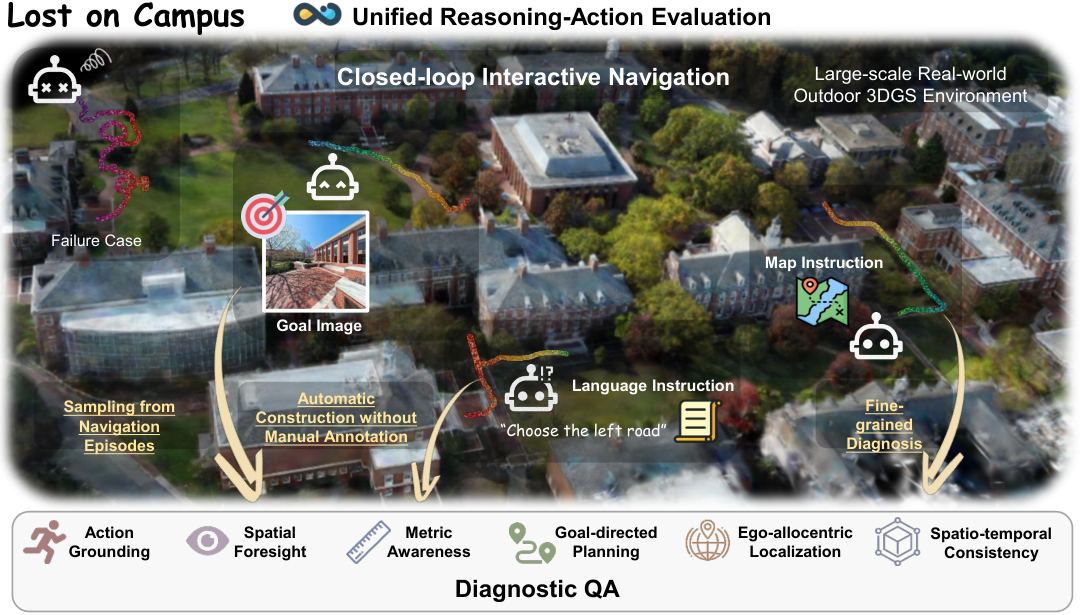 Lost on Campus
Unified Reasoning-Action Evaluation
Closed-loop Interactive Navigation
Large-scale Real-world
Outdoor 3DGS Environment
Failure Case
Goal Image
Map Instruction
Language Instruction
!?
“Choose the left road”
Sampling from
Navigation
Episodes
Automatic
Construction without
Manual Annotation
Fine-
grained
Diagnosis
Action
Grounding
Spatial
Foresight
Metric
Awareness
Goal-directed
Planning
Ego-allocentric
Localization
Spatio-temporal
Consistency
Diagnostic QA